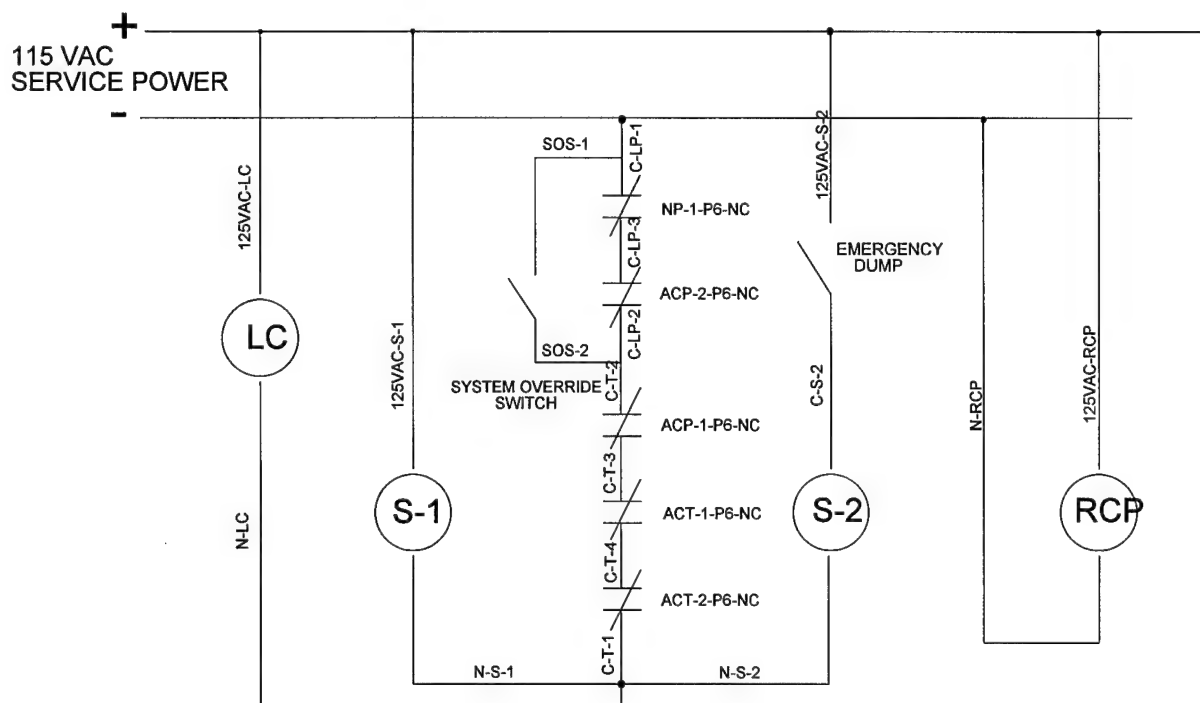 +
115 VAC
SERVICE POWER
-
SOS-1
C-LP-1
125VAC-S-2
125VAC-LC
NP-1-P6-NC
C-LP-3
EMERGENCY
DUMP
ACP-2-P6-NC
LC
C-LP-2
125VAC-S-1
SOS-2
SYSTEM OVERRIDE
SWITCH
C-T-2
C-S-2
N-RCP
125VAC-RCP
ACP-1-P6-NC
C-T-3
S-1
ACT-1-P6-NC
S-2
RCP
N-LC
C-T-4
ACT-2-P6-NC
C-T-1
N-S-1
N-S-2